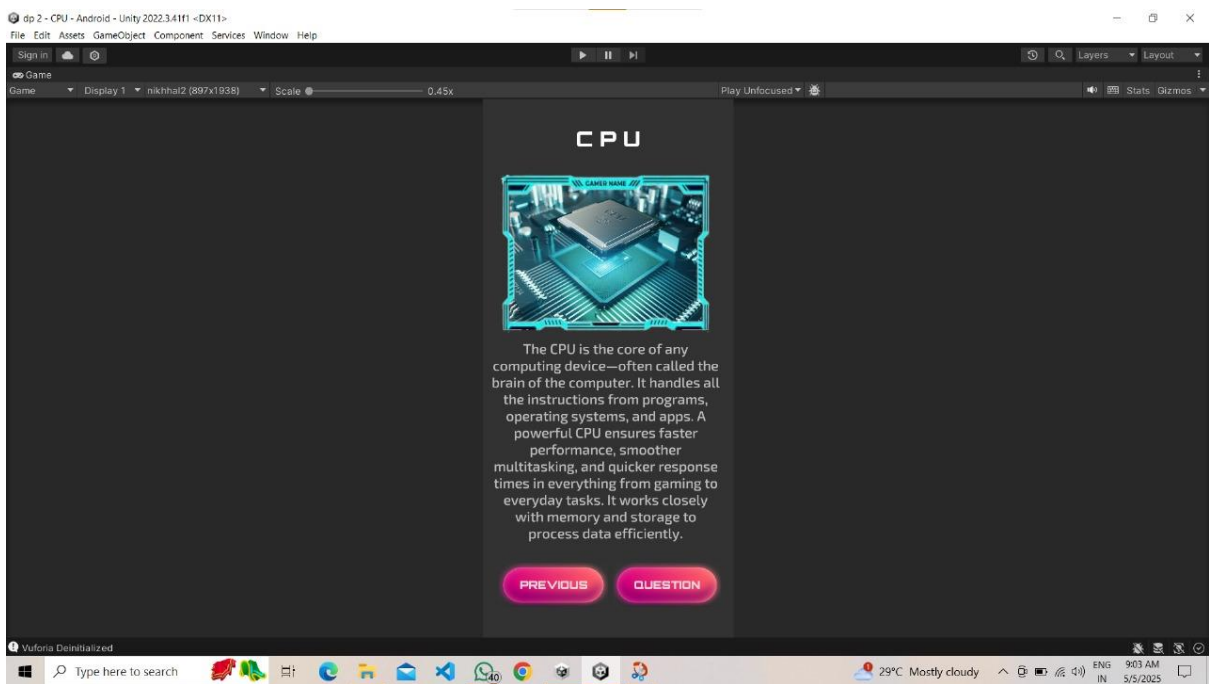 dp 2 - CPU - Android - Unity 2022.3.41f1 <DX11>
File Edit Assets GameObject Component Services Window Help
Sign in Layers Layout
Game
Game Display 1 nikhhal2 (897x1938) Scale 0.45x Play Unfocused Stats Gizmos
CPU
GAMER NAME
The CPU is the core of any
computing device—often called the
brain of the computer. It handles all
the instructions from programs,
operating systems, and apps. A
powerful CPU ensures faster
performance, smoother
multitasking, and quicker response
times in everything from gaming to
everyday tasks. It works closely
with memory and storage to
process data efficiently.
PREVIOUS QUESTION
Vuforia Deinitialized
Type here to search 40 29°C Mostly cloudy ENG 9:03 AM
IN 5/5/2025